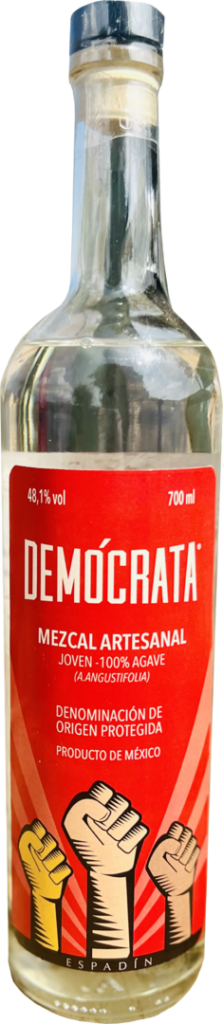 48,1% vol 700 ml
DEMÓCRATA®
MEZCAL ARTESANAL
JOVEN -100% AGAVE
(A.ANGUSTIFOLIA)
DENOMINACIÓN DE
ORIGEN PROTEGIDA
PRODUCTO DE MÉXICO
ESPADÍN